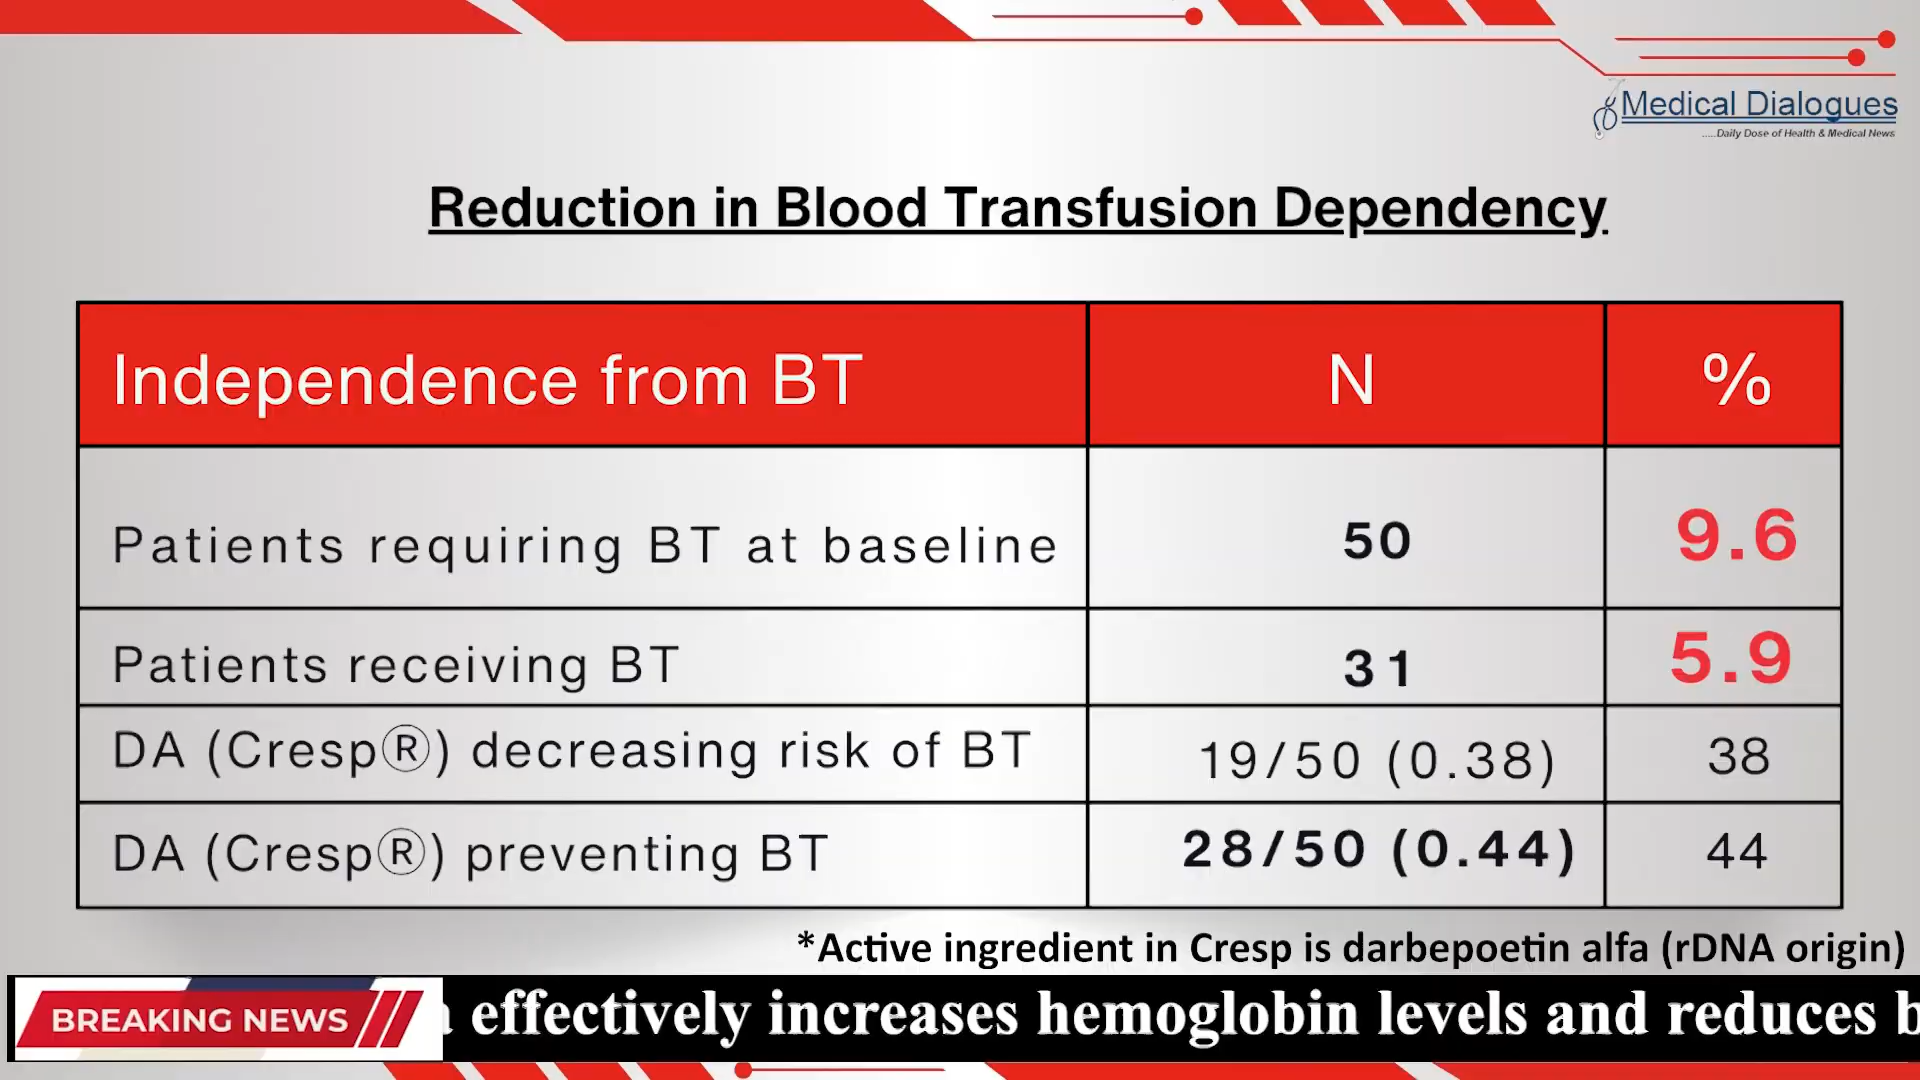 Medical Dialogues
.....Daily Dose of Health & Medical News
Reduction in Blood Transfusion Dependency
Independence from BT N %
Patients requiring BT at baseline 50 9.6
Patients receiving BT 31 5.9
DA (Cresp®) decreasing risk of BT 19/50 (0.38) 38
DA (Cresp®) preventing BT 28/50 (0.44) 44
*Active ingredient in Cresp is darbepoetin alfa (rDNA origin)
BREAKING NEWS effectively increases hemoglobin levels and reduces